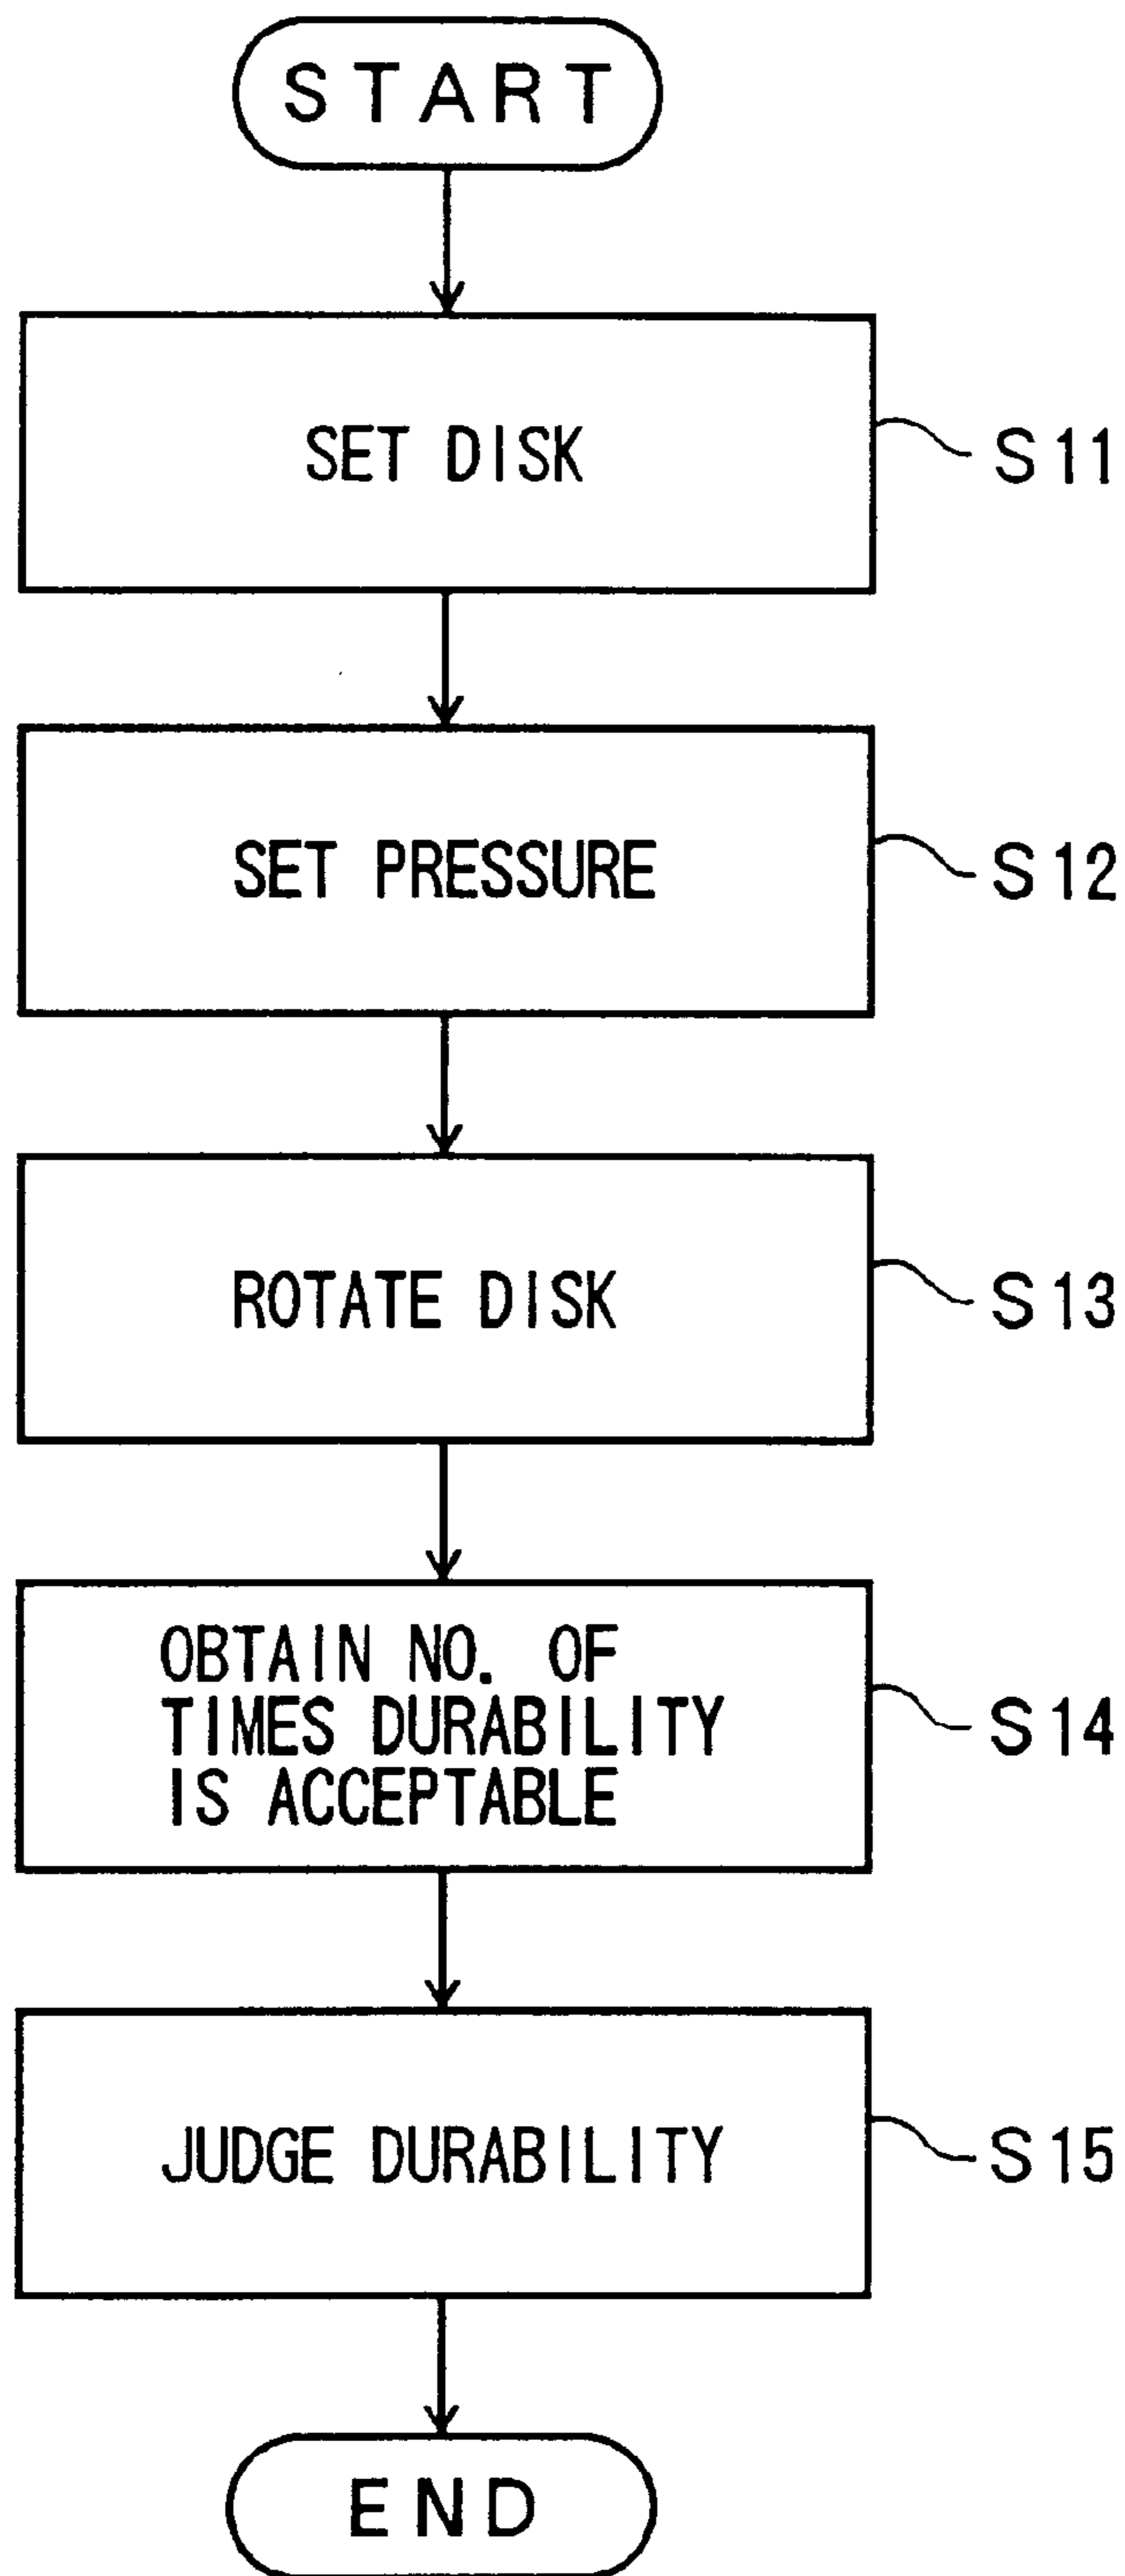 START
SET DISK
S11
SET PRESSURE
S12
ROTATE DISK
S13
OBTAIN NO. OF
TIMES DURABILITY
IS ACCEPTABLE
S14
JUDGE DURABILITY
S15
END